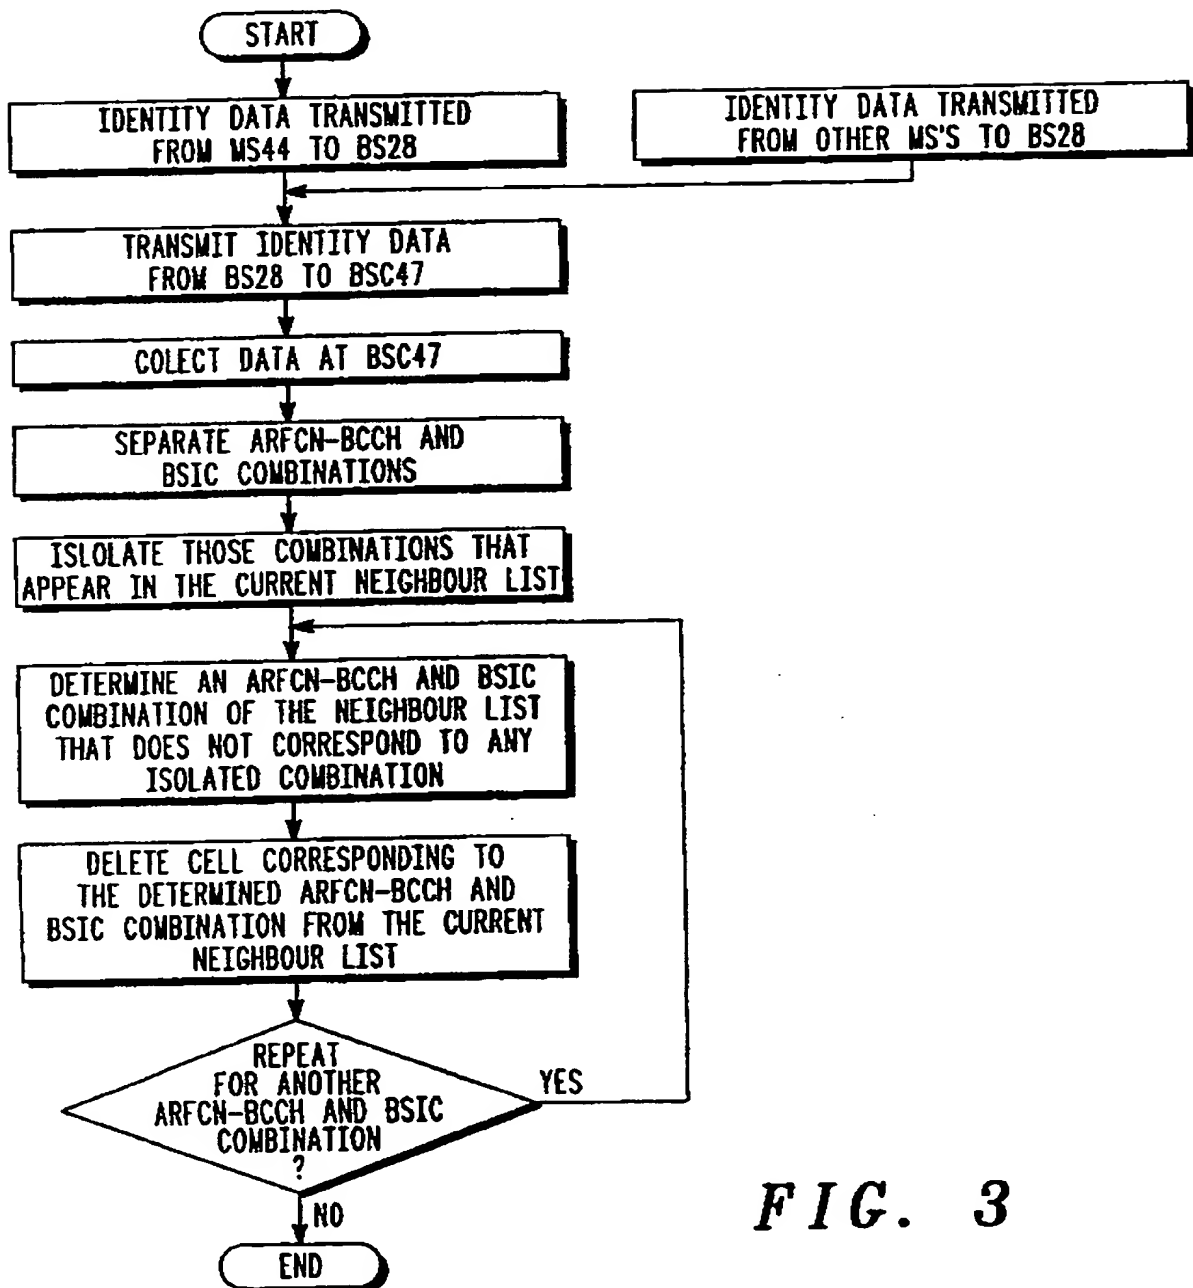 START
IDENTITY DATA TRANSMITTED
FROM MS44 TO BS28
IDENTITY DATA TRANSMITTED
FROM OTHER MS'S TO BS28
TRANSMIT IDENTITY DATA
FROM BS28 TO BSC47
COLECT DATA AT BSC47
SEPARATE ARFCN-BCCH AND
BSIC COMBINATIONS
ISLOLATE THOSE COMBINATIONS THAT
APPEAR IN THE CURRENT NEIGHBOUR LIST
DETERMINE AN ARFCN-BCCH AND BSIC
COMBINATION OF THE NEIGHBOUR LIST
THAT DOES NOT CORRESPOND TO ANY
ISOLATED COMBINATION
DELETE CELL CORRESPONDING TO
THE DETERMINED ARFCN-BCCH AND
BSIC COMBINATION FROM THE CURRENT
NEIGHBOUR LIST
REPEAT
FOR ANOTHER
ARFCN-BCCH AND BSIC
COMBINATION
?
YES
NO
END
FIG. 3